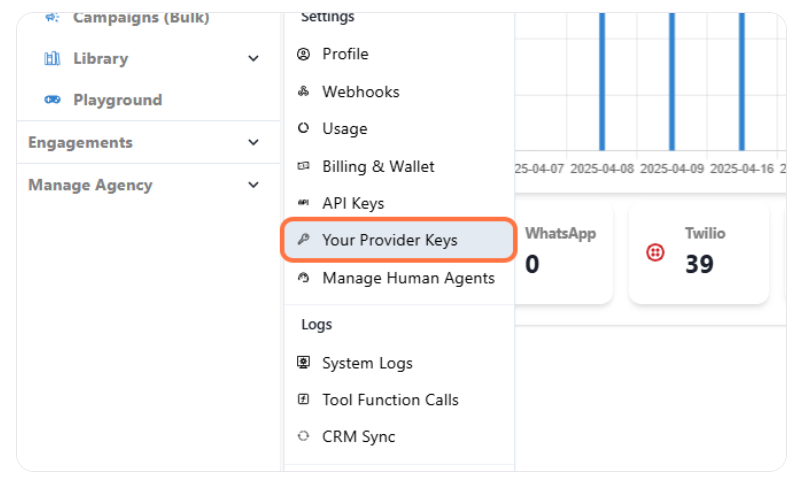 Campaigns (Bulk)
Library
Playground
Engagements
Manage Agency
Settings
Profile
Webhooks
Usage
Billing & Wallet
API Keys
Your Provider Keys
Manage Human Agents
Logs
System Logs
Tool Function Calls
CRM Sync
25-04-07 2025-04-08 2025-04-09 2025-04-16 2
WhatsApp
0
Twilio
39